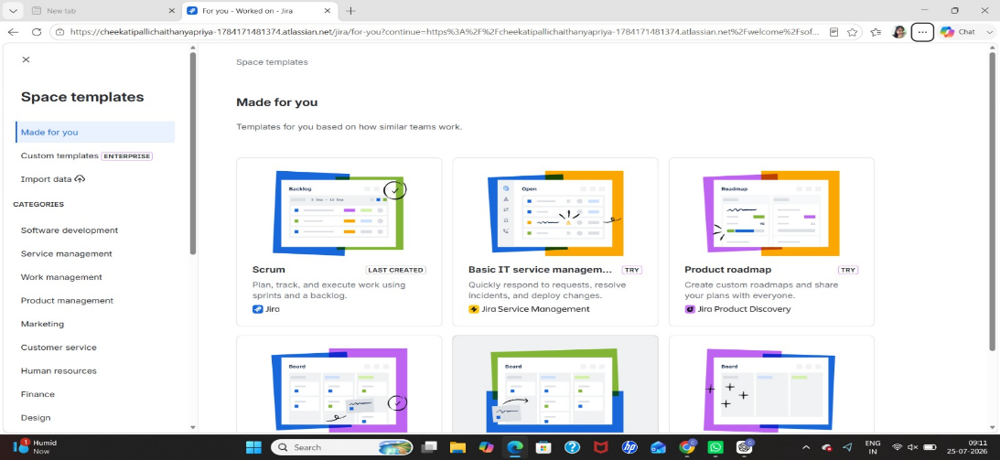 New tab
For you - Worked on - Jira
https://cheekatipallichaithanyapriya-1784171481374.atlassian.net/jira/for-you?continue=https%3A%2F%2Fcheekatipallichaithanyapriya-1784171481374.atlassian.net%2Fwelcome%2Fsof...
Chat
Space templates
Made for you
Custom templates ENTERPRISE
Import data
CATEGORIES
Software development
Service management
Work management
Product management
Marketing
Customer service
Human resources
Finance
Design
Space templates
Made for you
Templates for you based on how similar teams work.
Backlog
Scrum LAST CREATED
Plan, track, and execute work using
sprints and a backlog.
Jira
Open
Basic IT service managem... TRY
Quickly respond to requests, resolve
incidents, and deploy changes.
Jira Service Management
Roadmap
Product roadmap TRY
Create custom roadmaps and share
your plans with everyone.
Jira Product Discovery
Board
Board
Board
1
Humid
Now
Search
ENG
IN
09:11
25-07-2026